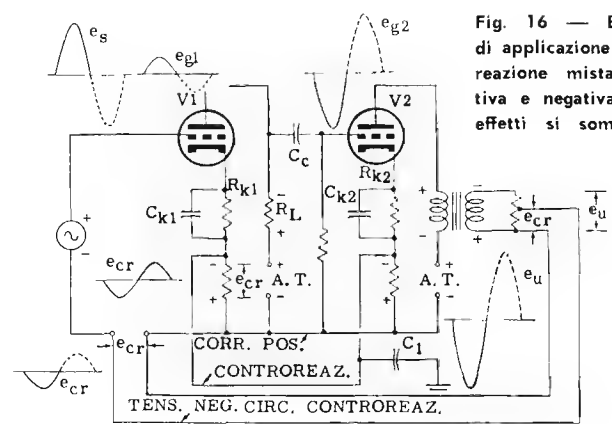 Fig. 16 — E
di applicazione
reazione mista
tiva e negativa
effetti si som
e_s
e_g1
e_g2
V1
V2
C_c
R_k1
R_k2
C_k1
C_k2
R_L
+
-
e_cr
A. T.
A. T.
e_cr
e_u
e_cr
e_u
e_cr
C_1
CORR. POS.
CONTROREAZ.
e_cr
TENS. NEG. CIRC. CONTROREAZ.